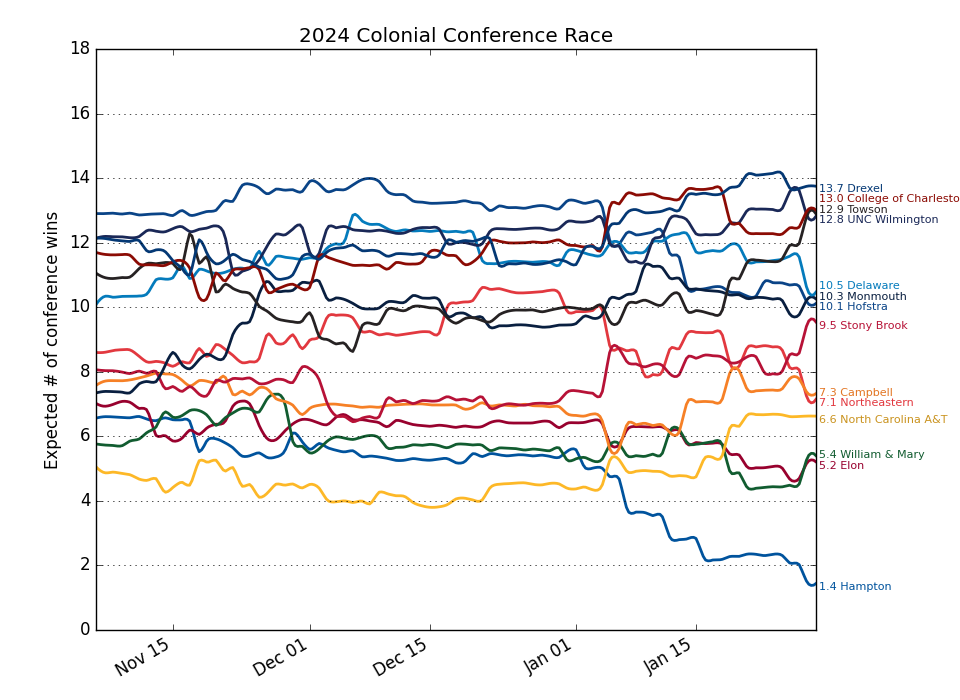 2024 Colonial Conference Race
Expected # of conference wins
18
16
14
12
10
8
6
4
2
0
Nov 15
Dec 01
Dec 15
Jan 01
Jan 15
13.7 Drexel
13.0 College of Charlesto
12.9 Towson
12.8 UNC Wilmington
10.5 Delaware
10.3 Monmouth
10.1 Hofstra
9.5 Stony Brook
7.3 Campbell
7.1 Northeastern
6.6 North Carolina A&T
5.4 William & Mary
5.2 Elon
1.4 Hampton